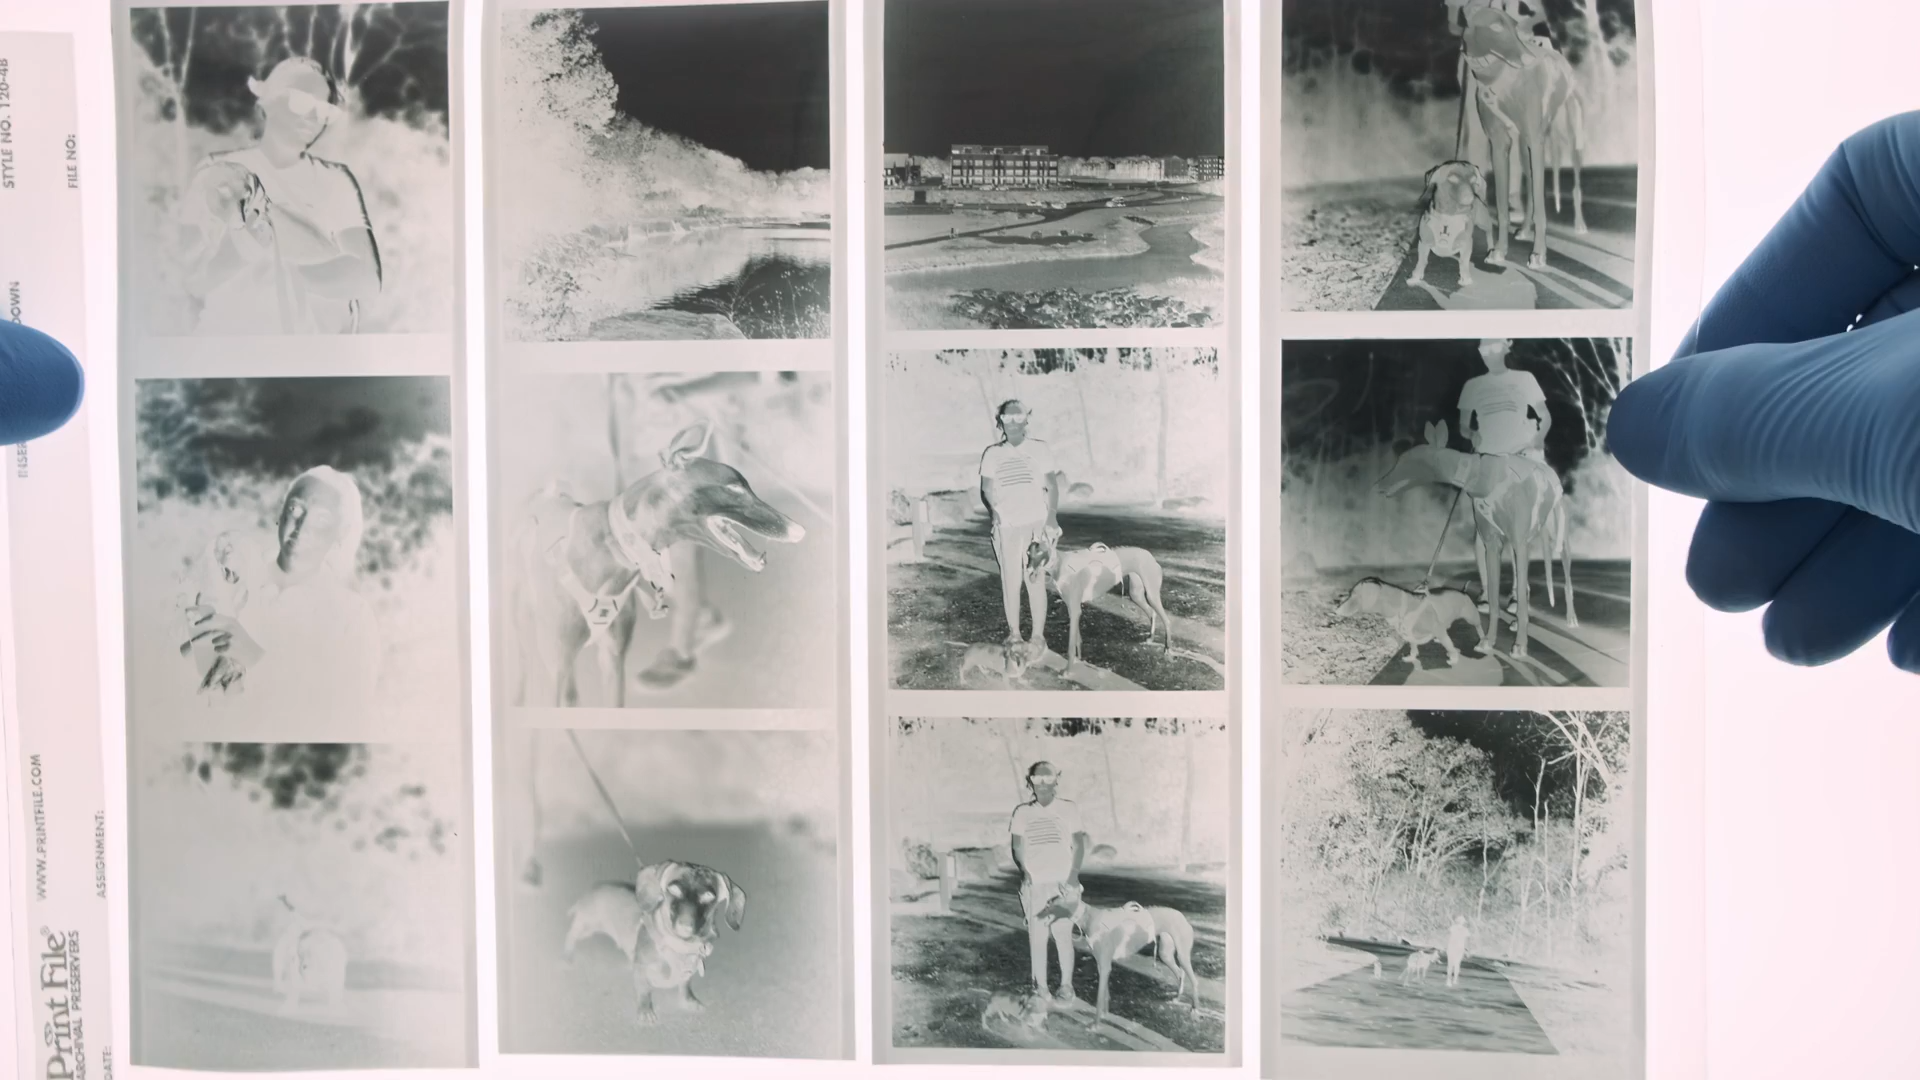 STYLE NO. 120-4B
FILE NO:
DOWN
WWW.PRINTFILE.COM
ASSIGNMENT:
Print File®
ARCHIVAL PRESERVERS
DATE: